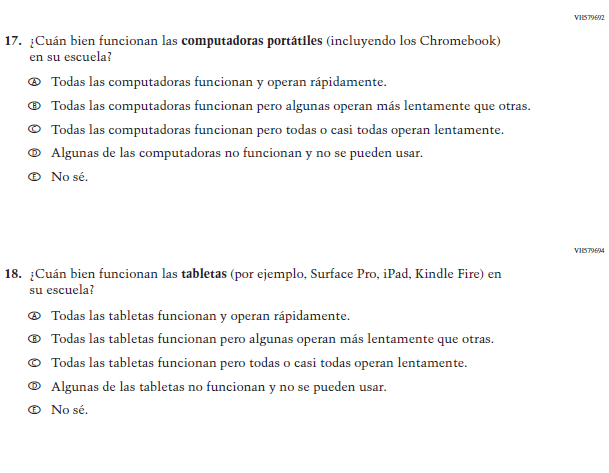 VH579692
17. ¿Cuán bien funcionan las computadoras portátiles (incluyendo los Chromebook)
en su escuela?
A Todas las computadoras funcionan y operan rápidamente.
B Todas las computadoras funcionan pero algunas operan más lentamente que otras.
C Todas las computadoras funcionan pero todas o casi todas operan lentamente.
D Algunas de las computadoras no funcionan y no se pueden usar.
E No sé.
VH579694
18. ¿Cuán bien funcionan las tabletas (por ejemplo, Surface Pro, iPad, Kindle Fire) en
su escuela?
A Todas las tabletas funcionan y operan rápidamente.
B Todas las tabletas funcionan pero algunas operan más lentamente que otras.
C Todas las tabletas funcionan pero todas o casi todas operan lentamente.
D Algunas de las tabletas no funcionan y no se pueden usar.
E No sé.